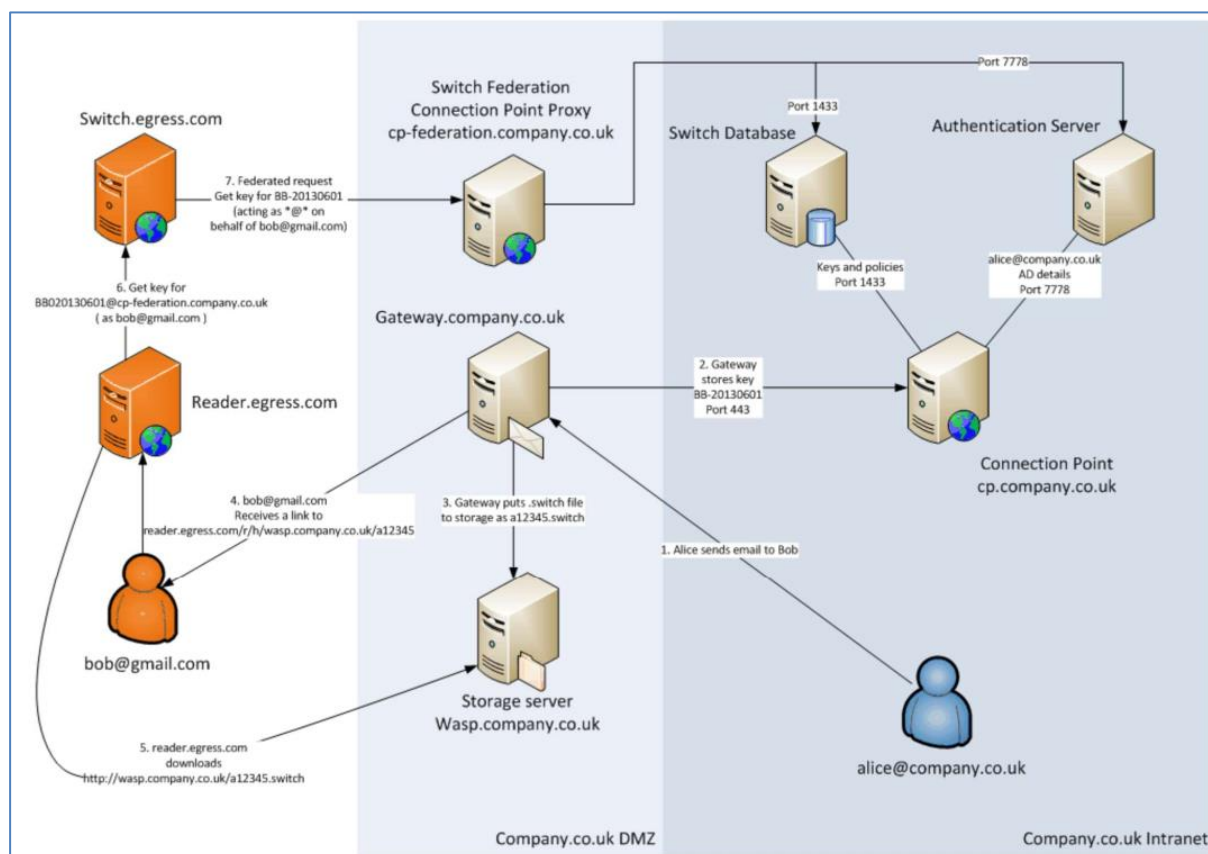 Switch.egress.com
Switch Federation
Connection Point Proxy
cp-federation.company.co.uk
Port 7778
Port 1433
Switch Database
Authentication Server
7. Federated request
Get key for BB-20130601
(acting as *@* on
behalf of bob@gmail.com)
Keys and policies
Port 1433
alice@company.co.uk
AD details
Port 7778
6. Get key for
BB020130601@cp-federation.company.co.uk
( as bob@gmail.com )
Gateway.company.co.uk
2. Gateway
stores key
BB-20130601
Port 443
Reader.egress.com
Connection Point
cp.company.co.uk
4. bob@gmail.com
Receives a link to
reader.egress.com/r/h/wasp.company.co.uk/a12345
3. Gateway puts .switch file
to storage as a12345.switch
1. Alice sends email to Bob
bob@gmail.com
Storage server
Wasp.company.co.uk
5. reader.egress.com
downloads
http://wasp.company.co.uk/a12345.switch
alice@company.co.uk
Company.co.uk DMZ
Company.co.uk Intranet